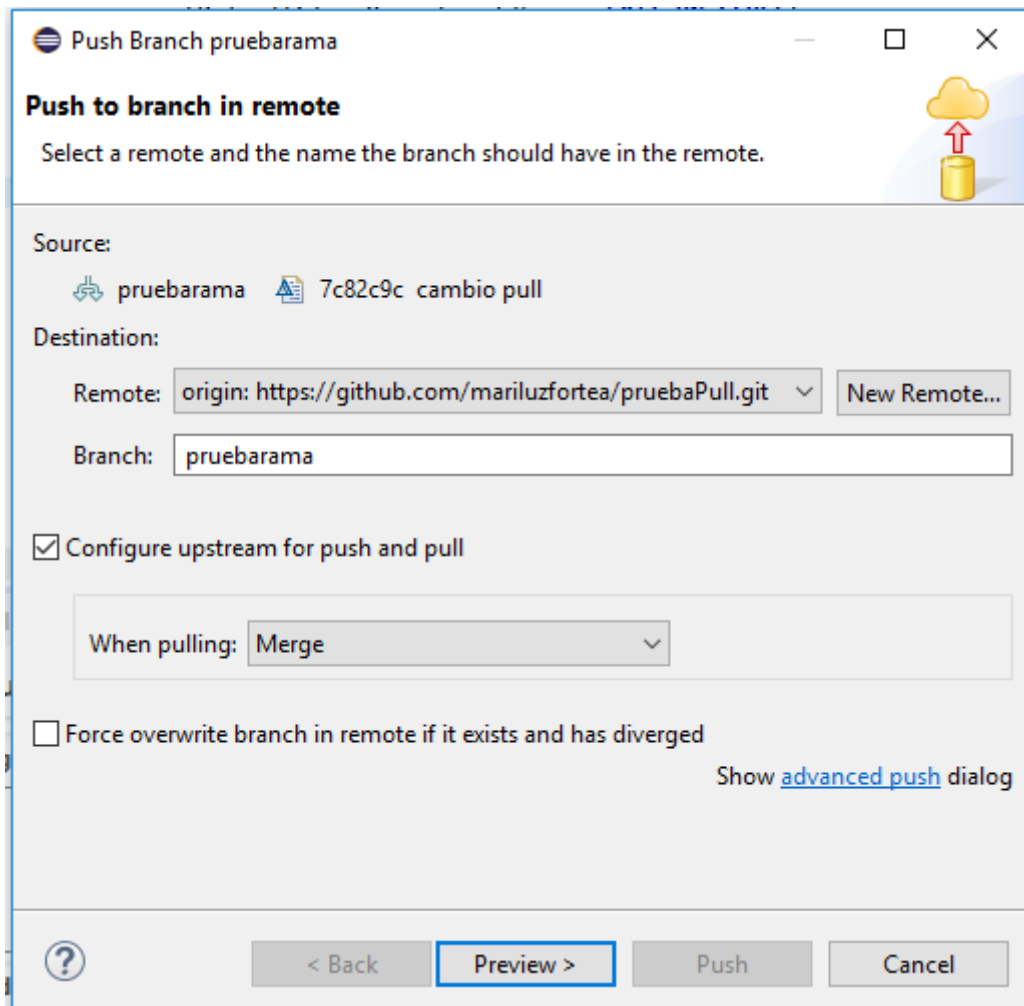 Push Branch pruebarama
Push to branch in remote
Select a remote and the name the branch should have in the remote.
Source:
pruebarama 7c82c9c cambio pull
Destination:
Remote: origin: https://github.com/mariluzfortea/pruebaPull.git New Remote...
Branch: pruebarama
Configure upstream for push and pull
When pulling: Merge
Force overwrite branch in remote if it exists and has diverged
Show advanced push dialog
? < Back Preview > Push Cancel